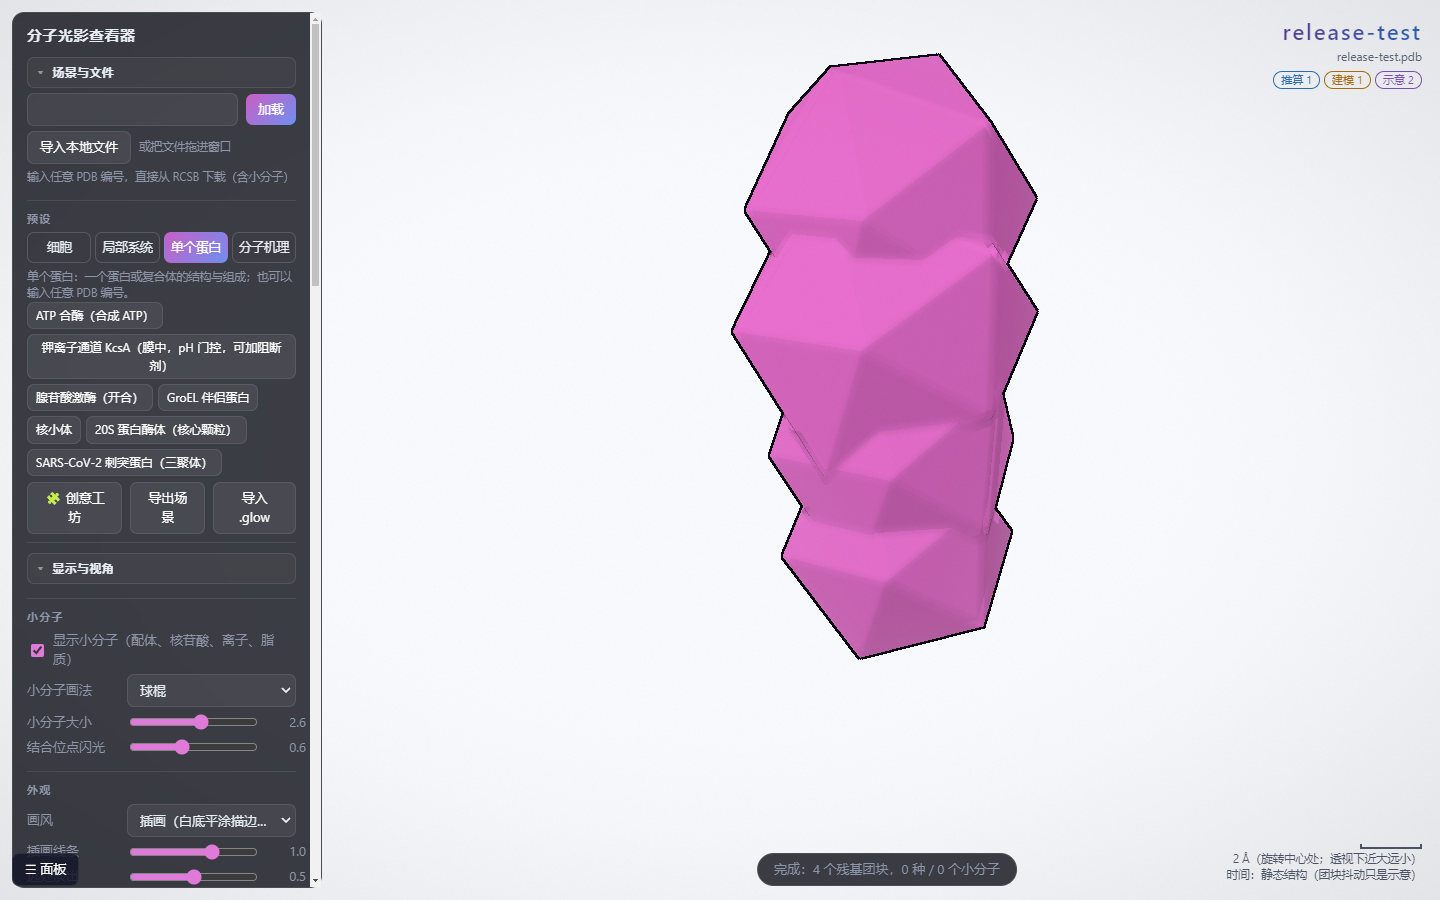 分子光影查看器
场景与文件
加载
导入本地文件 或把文件拖进窗口
输入任意 PDB 编号，直接从 RCSB 下载（含小分子）
预设
细胞 局部系统 单个蛋白 分子机理
单个蛋白：一个蛋白或复合体的结构与组成；也可以
输入任意 PDB 编号。
ATP 合酶（合成 ATP）
钾离子通道 KcsA（膜中，pH 门控，可加阻断
剂）
腺苷酸激酶（开合） GroEL 伴侣蛋白
核小体 20S 蛋白酶体（核心颗粒）
SARS-CoV-2 刺突蛋白（三聚体）
🧩 创意工坊 导出场景 导入 .glow
显示与视角
小分子
显示小分子（配体、核苷酸、离子、脂
质）
小分子画法 球棍
小分子大小 2.6
结合位点闪光 0.6
外观
画风 插画（白底平涂描边...
插画线条 1.0
0.5
☰ 面板
release-test
release-test.pdb
推算 1 建模 1 示意 2
完成：4 个残基团块，0 种 / 0 个小分子
2 Å（旋转中心处；透视下近大远小）
时间：静态结构（团块抖动只是示意）